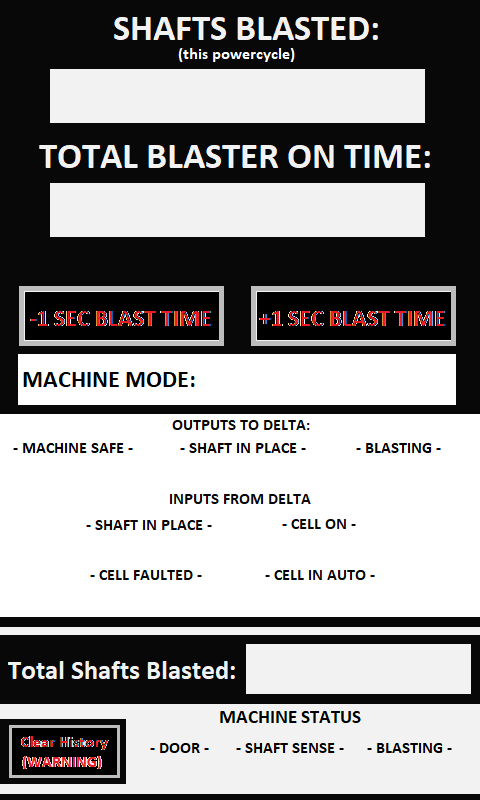 SHAFTS BLASTED:
(this powercycle)
TOTAL BLASTER ON TIME:
-1 SEC BLAST TIME
+1 SEC BLAST TIME
MACHINE MODE:
OUTPUTS TO DELTA:
- MACHINE SAFE - - SHAFT IN PLACE - - BLASTING -
INPUTS FROM DELTA
- SHAFT IN PLACE - - CELL ON -
- CELL FAULTED - - CELL IN AUTO -
Total Shafts Blasted:
MACHINE STATUS
Clear History
(WARNING)
- DOOR - - SHAFT SENSE - - BLASTING -